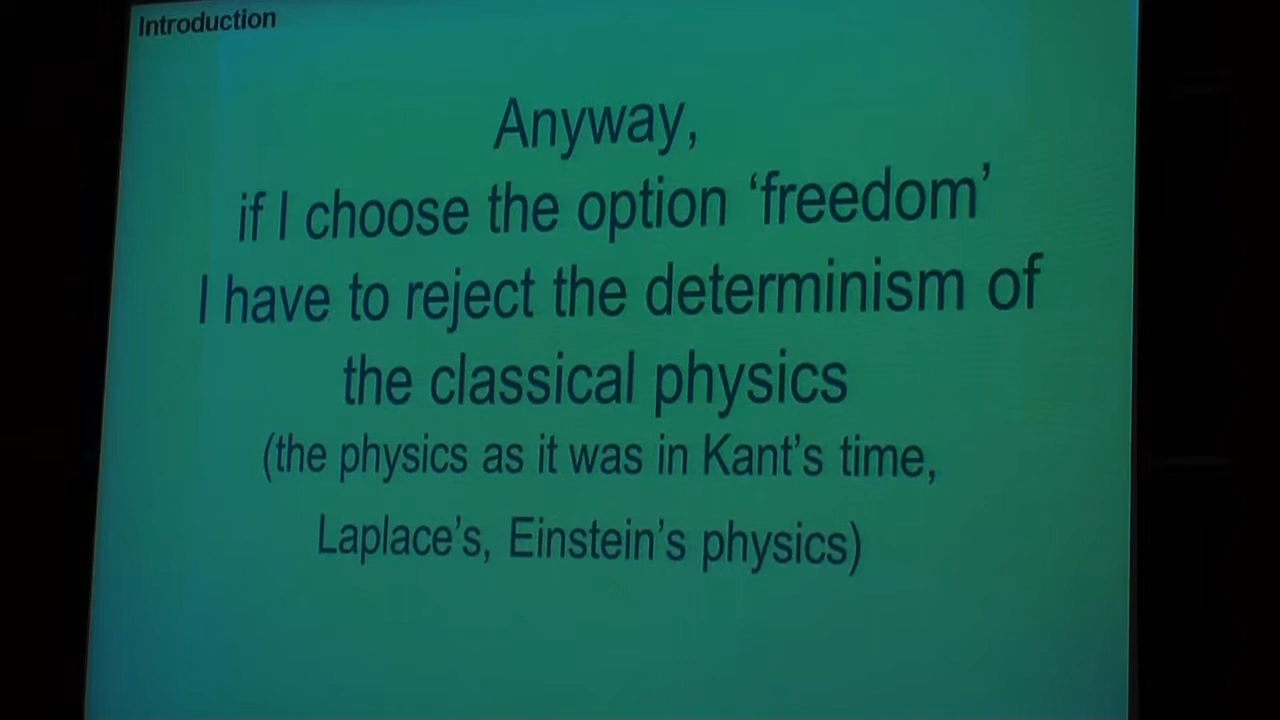 Introduction
Anyway,
if I choose the option ‘freedom’
I have to reject the determinism of
the classical physics
(the physics as it was in Kant’s time,
Laplace’s, Einstein’s physics)